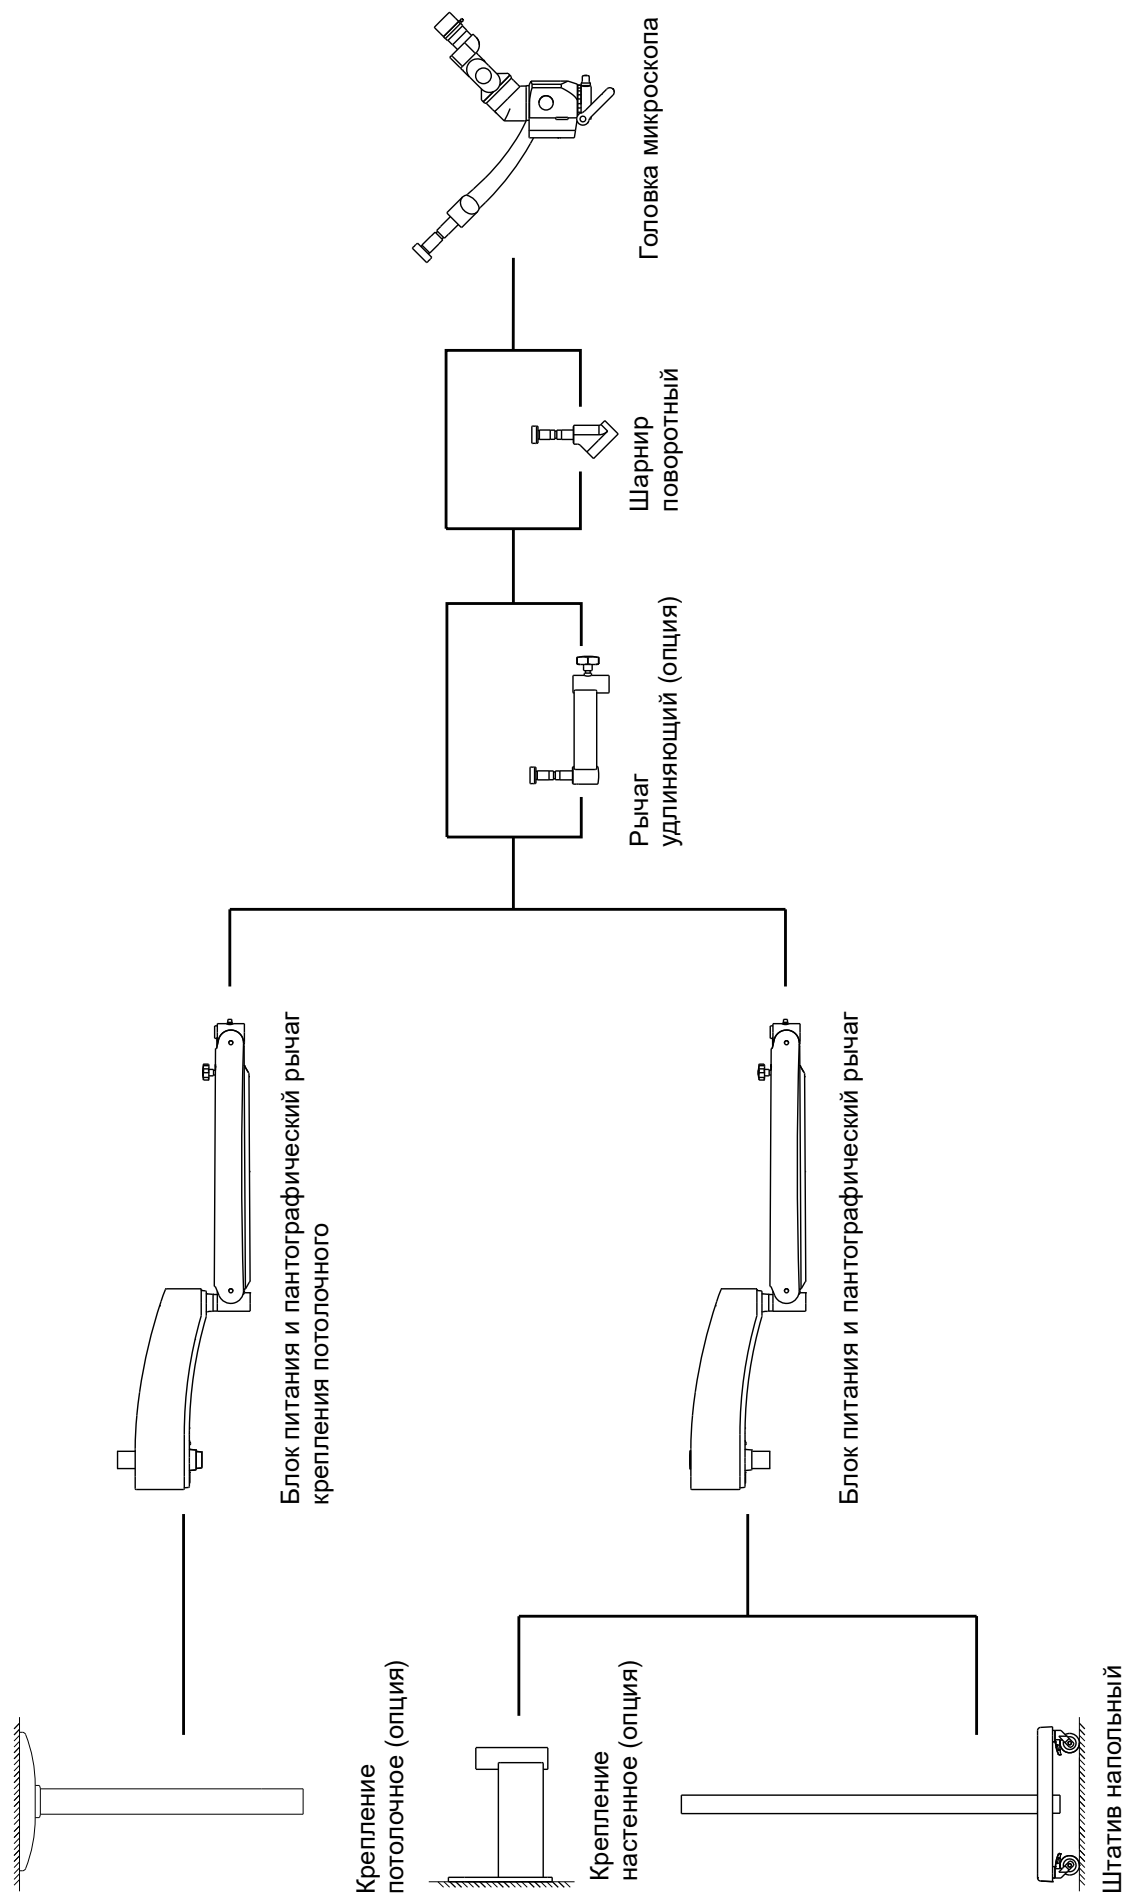 Крепление
потолочное (опция)
Крепление
настенное (опция)
Штатив напольный
Блок питания и пантографический рычаг
крепления потолочного
Блок питания и пантографический рычаг
Рычаг
удлиняющий (опция)
Шарнир
поворотный
Головка микроскопа